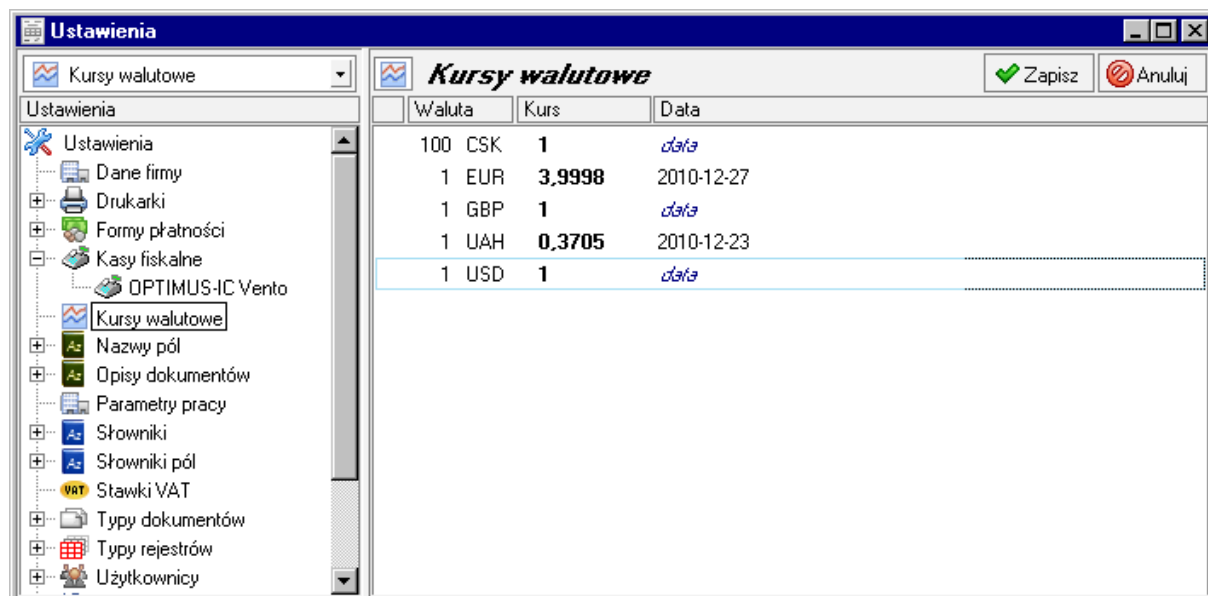 Ustawienia
Kursy walutowe
Ustawienia
Ustawienia
Dane firmy
Drukarki
Formy płatności
Kasy fiskalne
OPTIMUS-IC Vento
Kursy walutowe
Nazwy pól
Opisy dokumentów
Parametry pracy
Słowniki
Słowniki pól
VAT Stawki VAT
Typy dokumentów
Typy rejestrów
Użytkownicy
Kursy walutowe Zapisz Anuluj
Waluta Kurs Data
100 CSK 1 data
1 EUR 3,9998 2010-12-27
1 GBP 1 data
1 UAH 0,3705 2010-12-23
1 USD 1 data